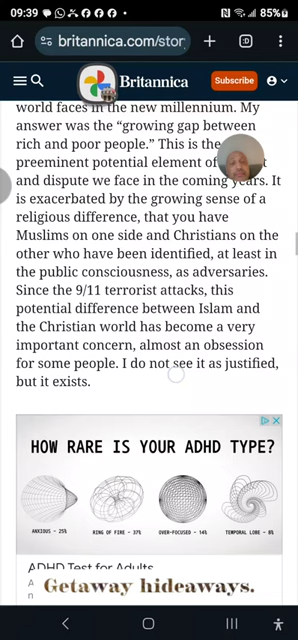 09:39
85%
britannica.com/stor
Britannica
Subscribe
world faces in the new millennium. My
answer was the “growing gap between
rich and poor people.” This is the
preeminent potential element of
and dispute we face in the coming years. It
is exacerbated by the growing sense of a
religious difference, that you have
Muslims on one side and Christians on the
other who have been identified, at least in
the public consciousness, as adversaries.
Since the 9/11 terrorist attacks, this
potential difference between Islam and
the Christian world has become a very
important concern, almost an obsession
for some people. I do not see it as justified,
but it exists.
HOW RARE IS YOUR ADHD TYPE?
ANXIOUS - 25%
RING OF FIRE - 37%
OVER-FOCUSED - 14%
TEMPORAL LOBE - 8%
ADHD Test for Adults
Getaway hideaways.